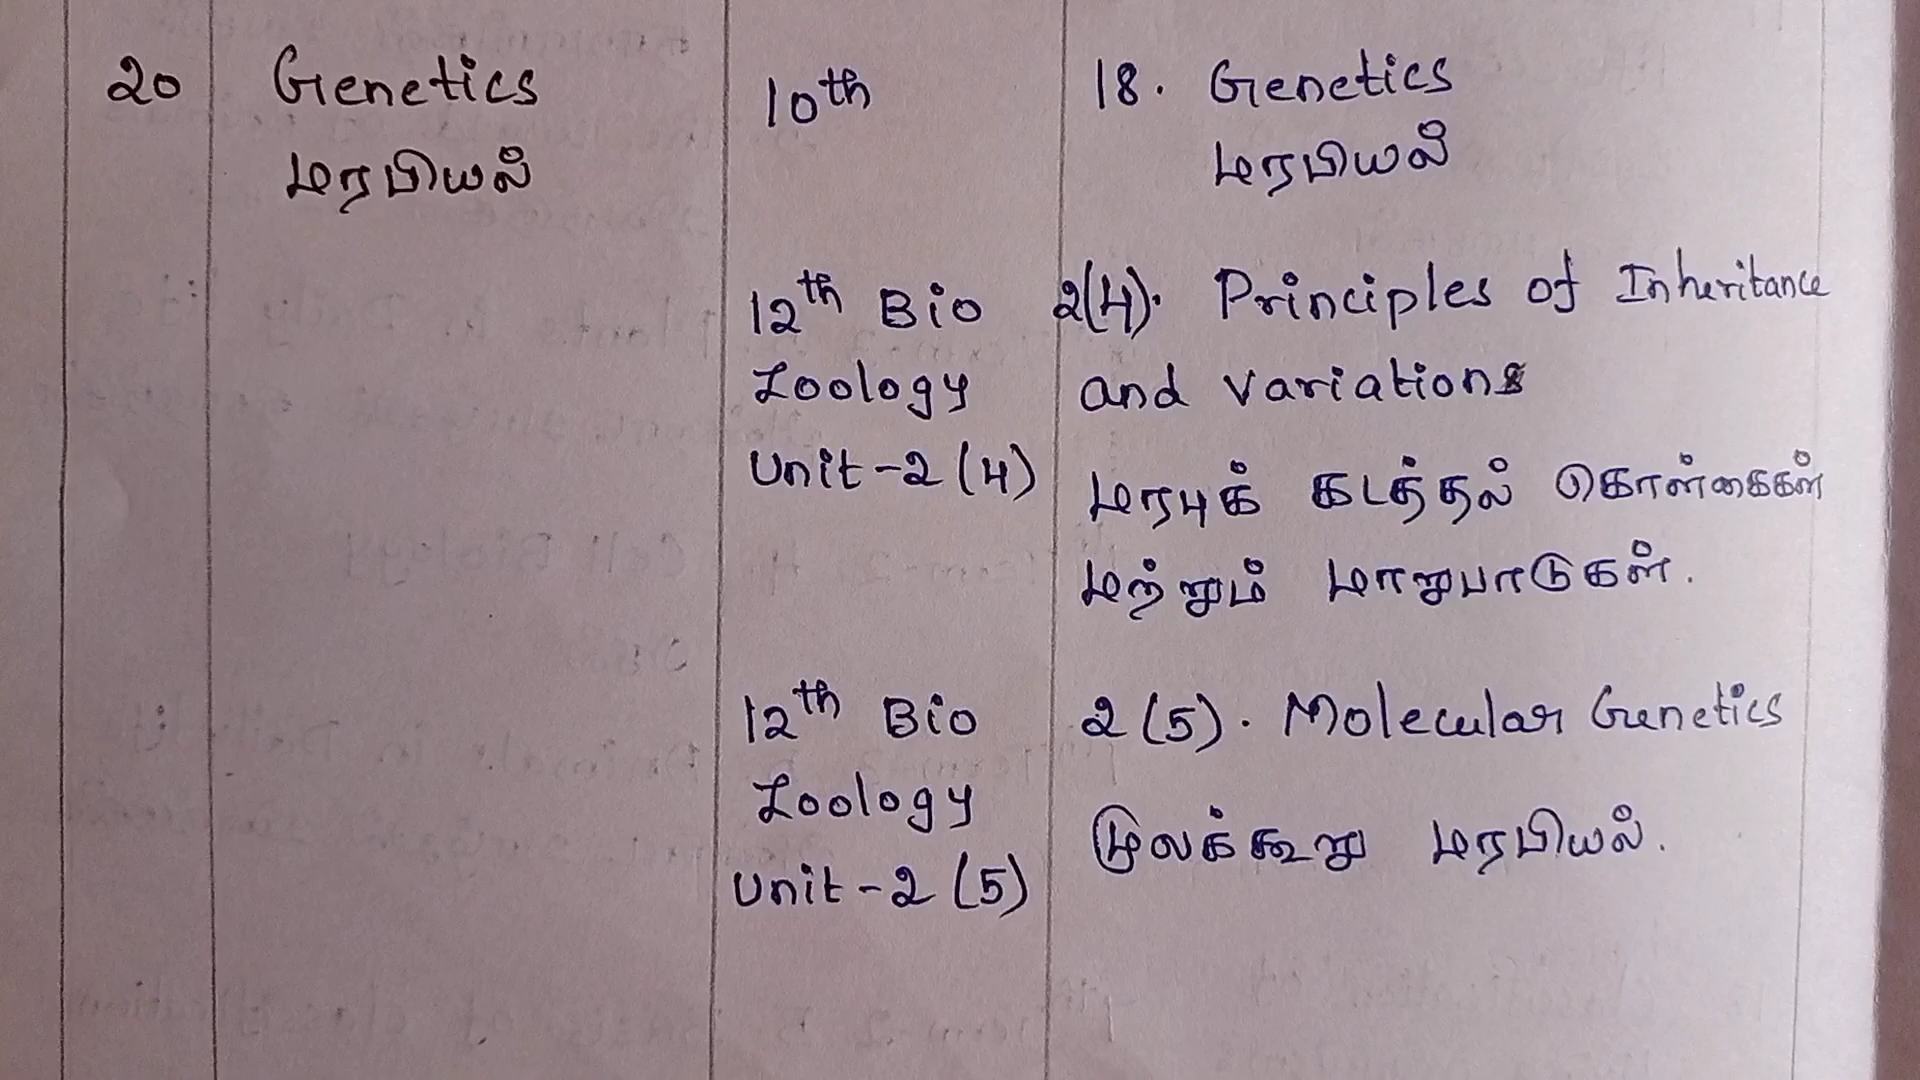 20 Genetics 10th 18. Genetics
மரபியல் மரபியல்
12th Bio 2(4). Principles of Inheritance
Zoology and Variations
Unit-2 (4) மரபுக் கடத்தல் கொள்கைகள்
மற்றும் மாறுபாடுகள்.
12th Bio 2(5). Molecular Genetics
Zoology மூலக்கூறு மரபியல்.
Unit-2 (5)